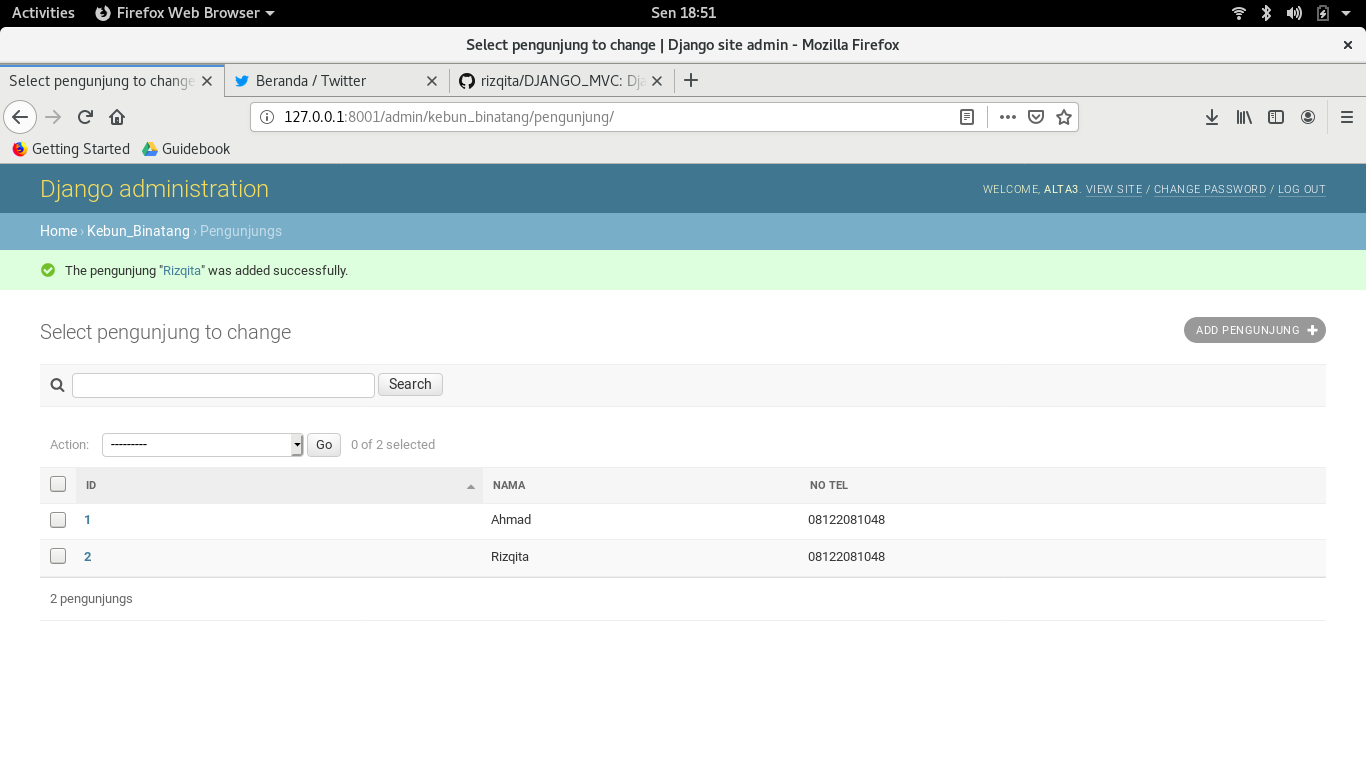 Activities Firefox Web Browser Sen 18:51
Select pengunjung to change | Django site admin - Mozilla Firefox
Select pengunjung to change Beranda / Twitter rizqita/DJANGO_MVC: Dja
127.0.0.1:8001/admin/kebun_binatang/pengunjung/
Getting Started Guidebook
Django administration WELCOME, ALTA3. VIEW SITE / CHANGE PASSWORD / LOG OUT
Home › Kebun_Binatang › Pengunjungs
The pengunjung "Rizqita" was added successfully.
Select pengunjung to change ADD PENGUNJUNG
Search
Action: --------- Go 0 of 2 selected
ID NAMA NO TEL
1 Ahmad 08122081048
2 Rizqita 08122081048
2 pengunjungs